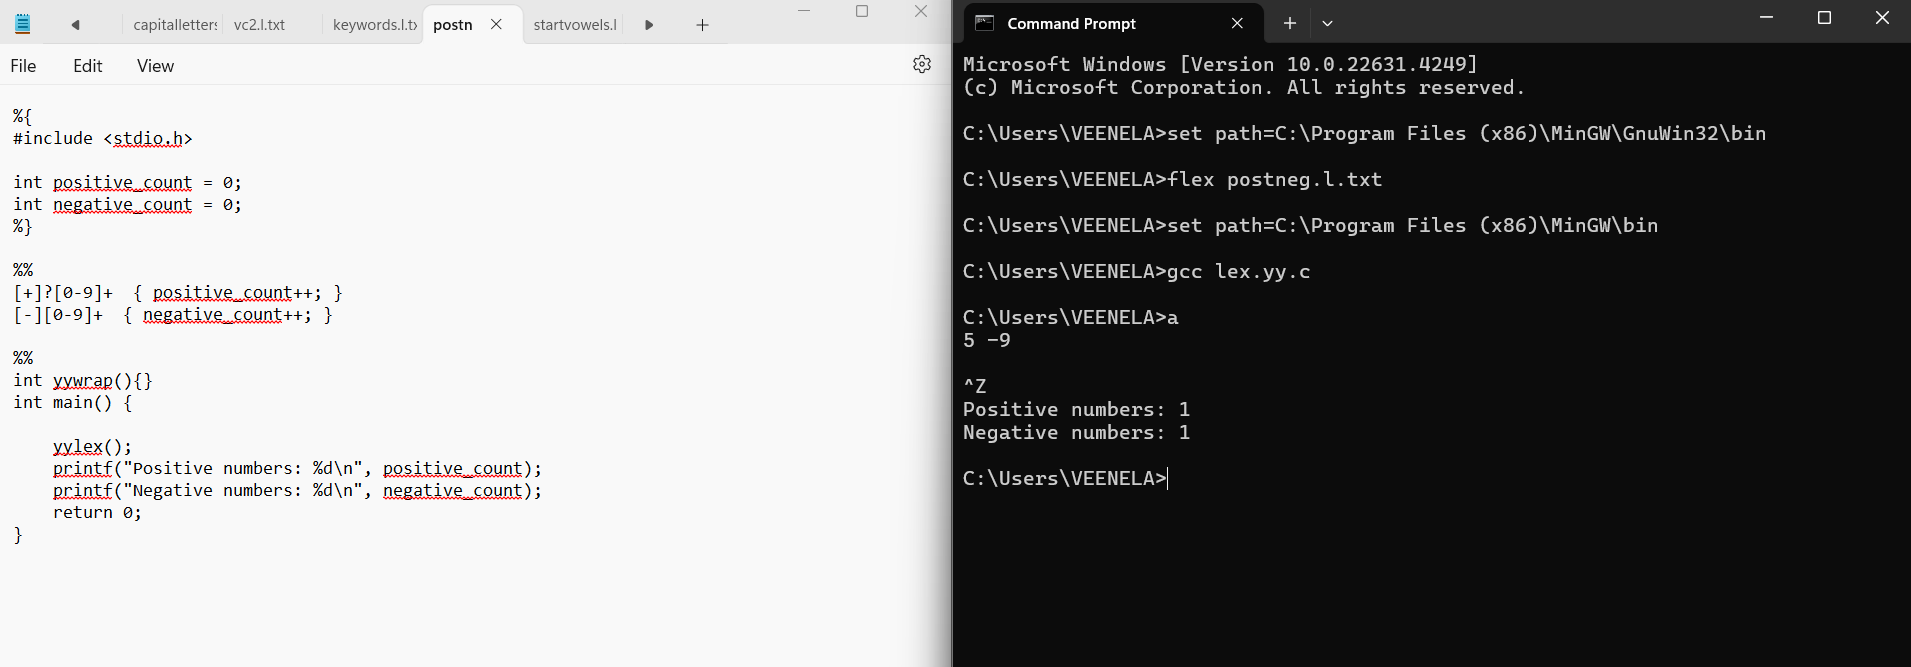 capitalletters vc2.l.txt keywords.l.tx postn startvowels.l
File Edit View
%{
#include <stdio.h>
int positive_count = 0;
int negative_count = 0;
%}
%%
[+]?[0-9]+  { positive_count++; }
[-][0-9]+  { negative_count++; }
%%
int yywrap(){}
int main() {
yylex();
printf("Positive numbers: %d\n", positive_count);
printf("Negative numbers: %d\n", negative_count);
return 0;
}
Command Prompt
Microsoft Windows [Version 10.0.22631.4249]
(c) Microsoft Corporation. All rights reserved.
C:\Users\VEENELA>set path=C:\Program Files (x86)\MinGW\GnuWin32\bin
C:\Users\VEENELA>flex postneg.l.txt
C:\Users\VEENELA>set path=C:\Program Files (x86)\MinGW\bin
C:\Users\VEENELA>gcc lex.yy.c
C:\Users\VEENELA>a
5 -9
^Z
Positive numbers: 1
Negative numbers: 1
C:\Users\VEENELA>